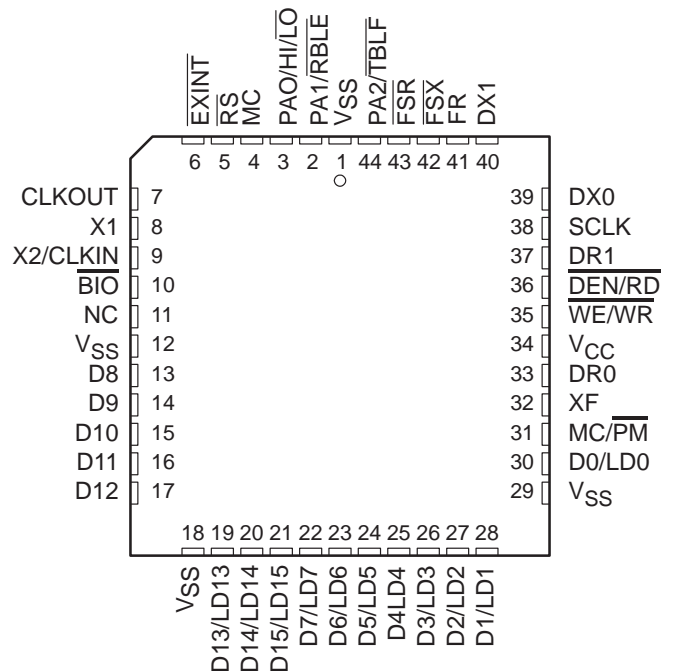 EXINT
RS
MC
PAO/HI/LO
PA1/RBLE
VSS
PA2/TBLF
FSR
FSX
FR
DX1
6 5 4 3 2 1 44 43 42 41 40
CLKOUT 7
X1 8
X2/CLKIN 9
BIO 10
NC 11
VSS 12
D8 13
D9 14
D10 15
D11 16
D12 17
39 DX0
38 SCLK
37 DR1
36 DEN/RD
35 WE/WR
34 VCC
33 DR0
32 XF
31 MC/PM
30 D0/LD0
29 VSS
18 19 20 21 22 23 24 25 26 27 28
VSS
D13/LD13
D14/LD14
D15/LD15
D7/LD7
D6/LD6
D5/LD5
D4LD4
D3/LD3
D2/LD2
D1/LD1